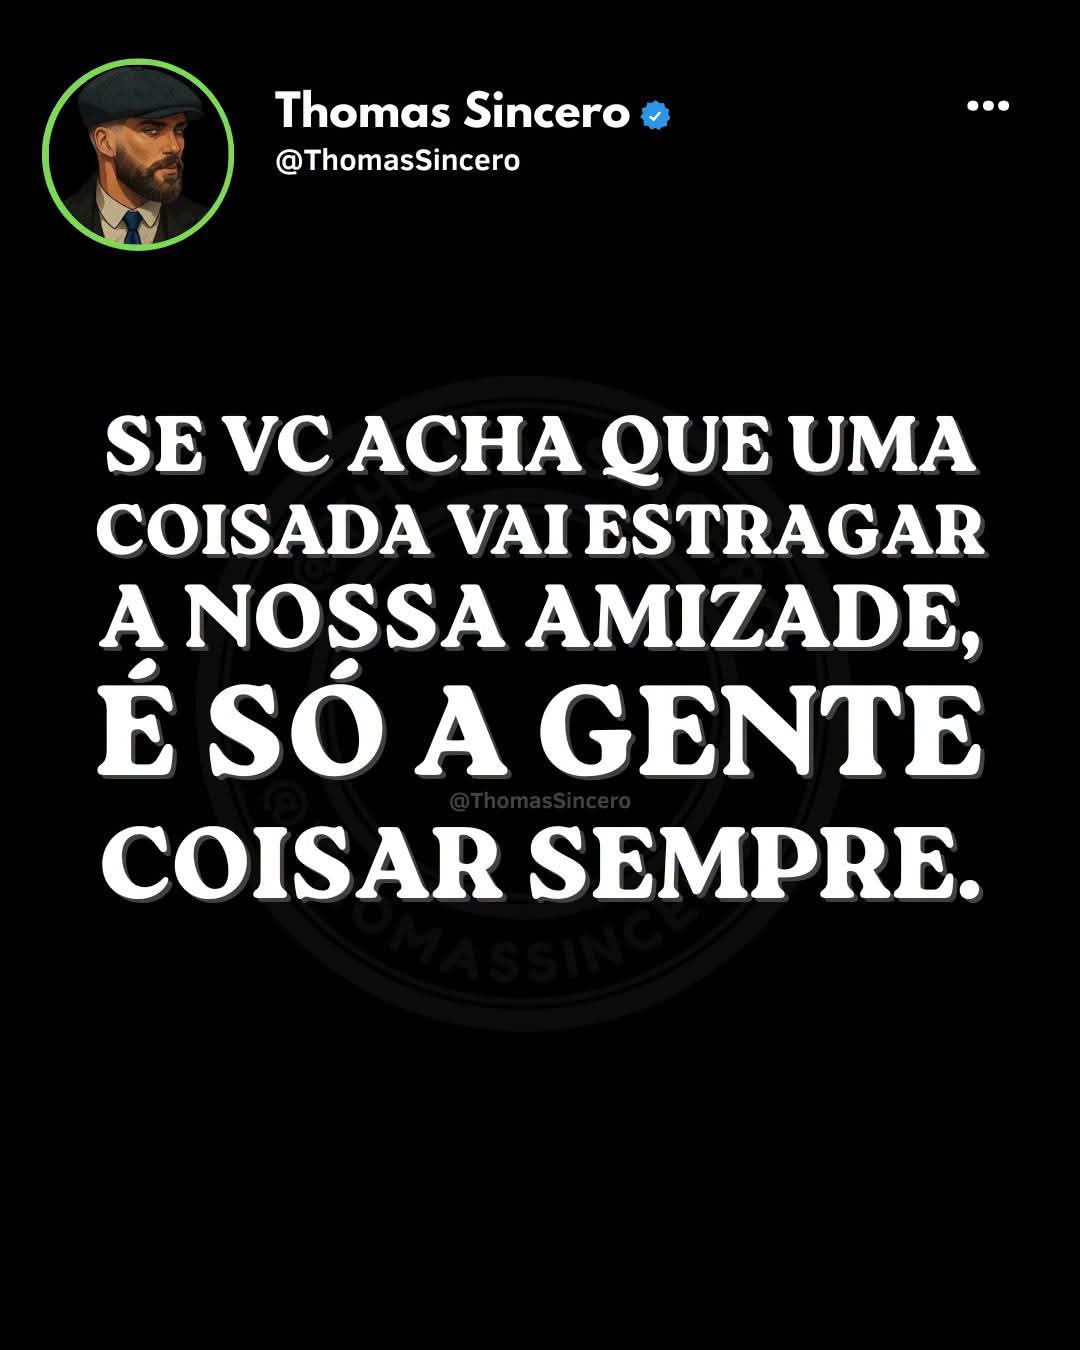 Thomas Sincero
@ThomasSincero
SE VC ACHA QUE UMA
COISADA VAI ESTRAGAR
A NOSSA AMIZADE,
É SÓ A GENTE
@ThomasSincero
COISAR SEMPRE.